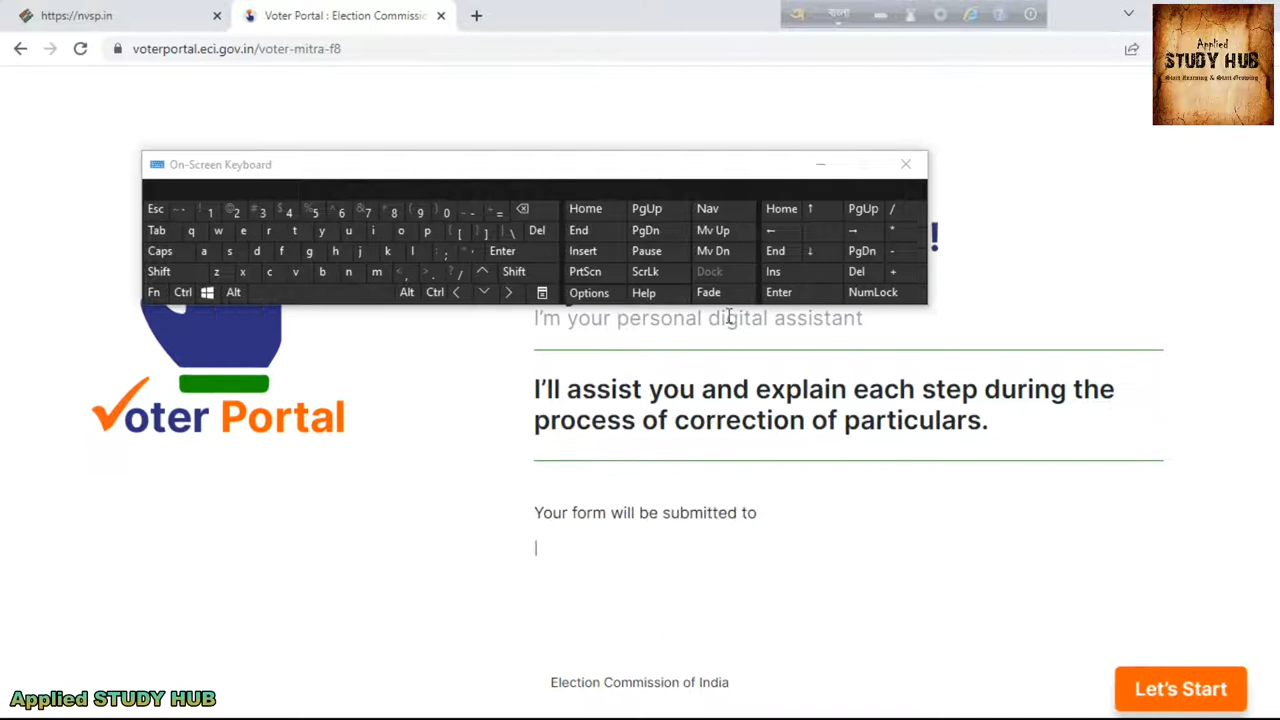 https://nvsp.in
Voter Portal : Election Commissic
voterportal.eci.gov.in/voter-mitra-f8
বাংলা
Applied
STUDY HUB
Start Learning & Start Growing
On-Screen Keyboard
Esc ~ ` ! 1 @ 2 # 3 $ 4 % 5 ^ 6 & 7 * 8 ( 9 ) 0 _ - + = Home PgUp Nav Home ↑ PgUp /
Tab q w e r t y u i o p { [ } ] | \ Del End PgDn Mv Up ← → *
Caps a s d f g h j k l : ; " ' Enter Insert Pause Mv Dn End ↓ PgDn -
Shift z x c v b n m < , > . ? / Shift PrtScn ScrLk Dock Ins Del +
Fn Ctrl Alt Alt Ctrl Options Help Fade Enter NumLock
!
I'm your personal digital assistant
I'll assist you and explain each step during the
process of correction of particulars.
Voter Portal
Your form will be submitted to
Election Commission of India
Let's Start
Applied STUDY HUB